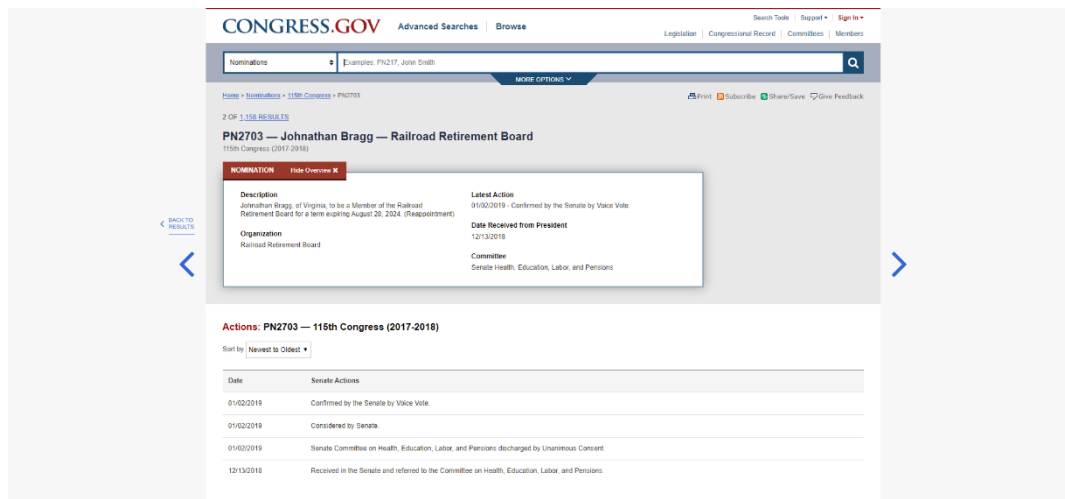 CONGRESS.GOV Advanced Searches Browse
Search Tools Support ▾ Sign In ▾
Legislation Congressional Record Committees Members
Nominations Examples: PN217, John Smith
MORE OPTIONS
Home > Nominations > 115th Congress > PN2703
Print Subscribe Share/Save Give Feedback
2 OF 1,158 RESULTS
PN2703 — Johnathan Bragg — Railroad Retirement Board
115th Congress (2017-2018)
NOMINATION Hide Overview ✖
Description
Johnathan Bragg, of Virginia, to be a Member of the Railroad
Retirement Board for a term expiring August 28, 2024. (Reappointment)
Organization
Railroad Retirement Board
Latest Action
01/02/2019 - Confirmed by the Senate by Voice Vote.
Date Received from President
12/13/2018
Committee
Senate Health, Education, Labor, and Pensions
BACK TO
RESULTS
Actions: PN2703 — 115th Congress (2017-2018)
Sort by Newest to Oldest ▾
Date Senate Actions
01/02/2019 Confirmed by the Senate by Voice Vote.
01/02/2019 Considered by Senate.
01/02/2019 Senate Committee on Health, Education, Labor, and Pensions discharged by Unanimous Consent.
12/13/2018 Received in the Senate and referred to the Committee on Health, Education, Labor, and Pensions.